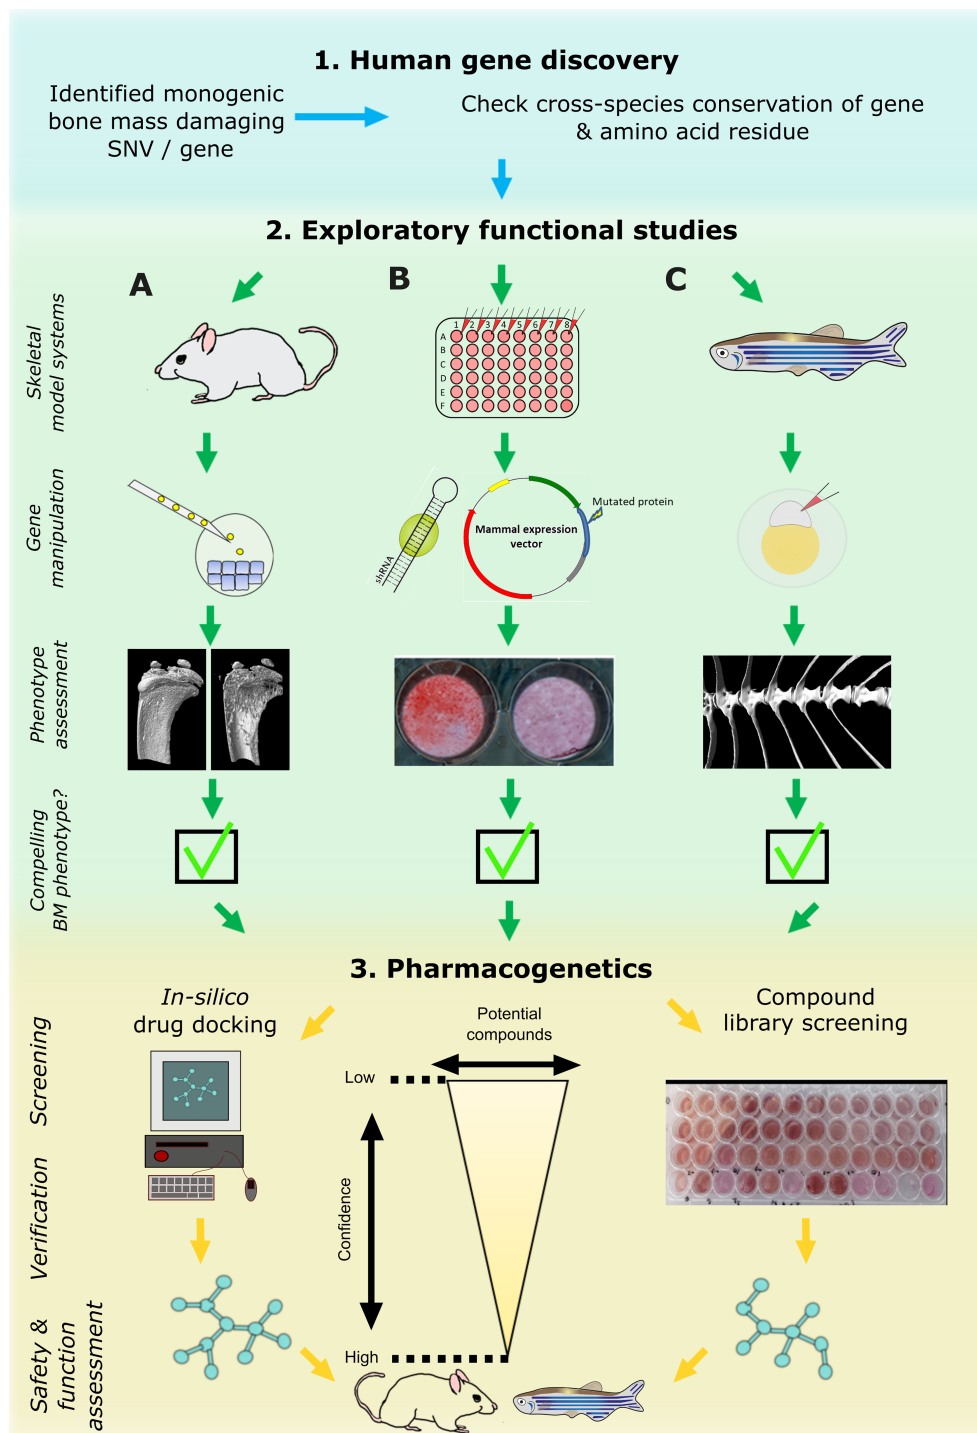 1. Human gene discovery
Identified monogenic
bone mass damaging
SNV / gene
Check cross-species conservation of gene
& amino acid residue
2. Exploratory functional studies
A
B
C
Skeletal
model systems
1 2 3 4 5 6 7 8
A
B
C
D
E
F
Gene
manipulation
shRNA
Mammal expression
vector
Mutated protein
Phenotype
assessment
Compelling
BM phenotype?
3. Pharmacogenetics
In-silico
drug docking
Potential
compounds
Compound
library screening
Screening
Verification
Safety &
function
assessment
Low
Confidence
High